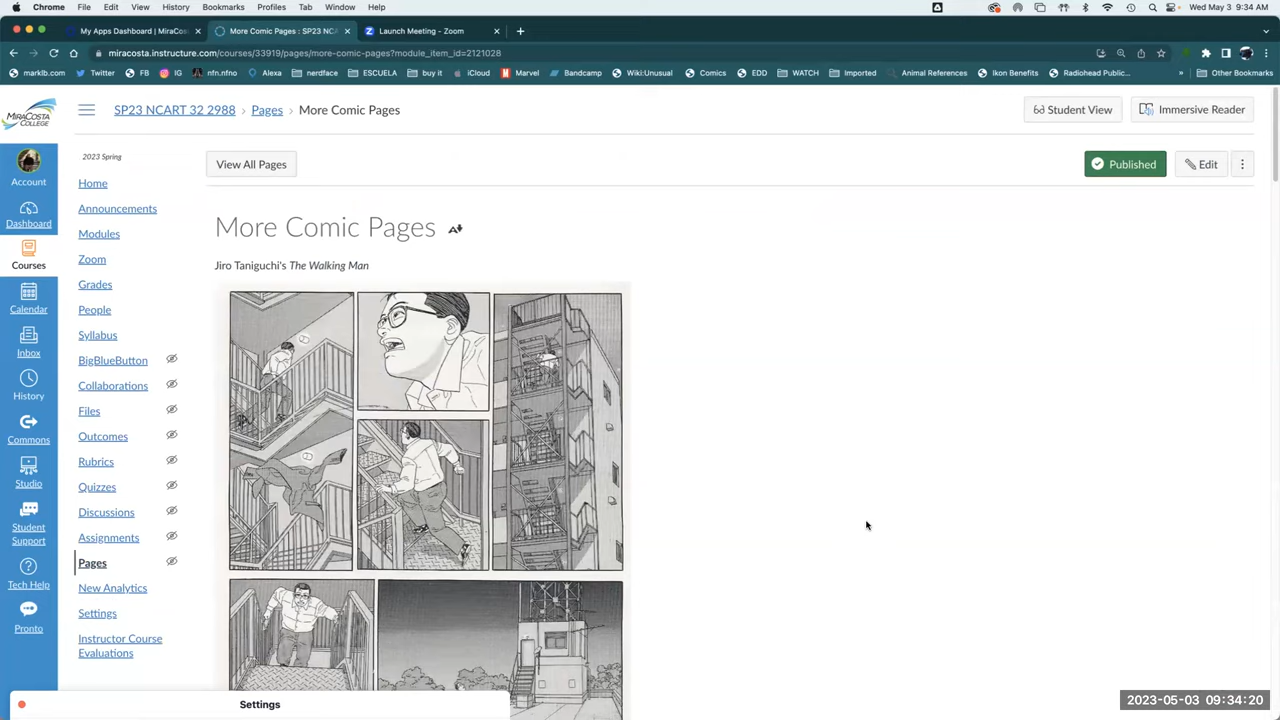 Chrome File Edit View History Bookmarks Profiles Tab Window Help Wed May 3 9:34 AM
My Apps Dashboard | MiraCos × More Comic Pages : SP23 NCA × Launch Meeting - Zoom × +
miracosta.instructure.com/courses/33919/pages/more-comic-pages?module_item_id=2121028
marklb.com Twitter FB IG nfn.nfno Alexa nerdface ESCUELA buy it iCloud Marvel Bandcamp Wiki:Unusual Comics EDD WATCH Imported Animal References Ikon Benefits Radiohead Public... » Other Bookmarks
MIRACOSTA COLLEGE
SP23 NCART 32 2988 › Pages › More Comic Pages
Student View
Immersive Reader
Account
Dashboard
Courses
Calendar
Inbox
History
Commons
Studio
Student
Support
Tech Help
Pronto
2023 Spring
Home
Announcements
Modules
Zoom
Grades
People
Syllabus
BigBlueButton
Collaborations
Files
Outcomes
Rubrics
Quizzes
Discussions
Assignments
Pages
New Analytics
Settings
Instructor Course
Evaluations
View All Pages
Published
Edit
More Comic Pages
Jiro Taniguchi's The Walking Man
Settings
2023-05-03 09:34:20